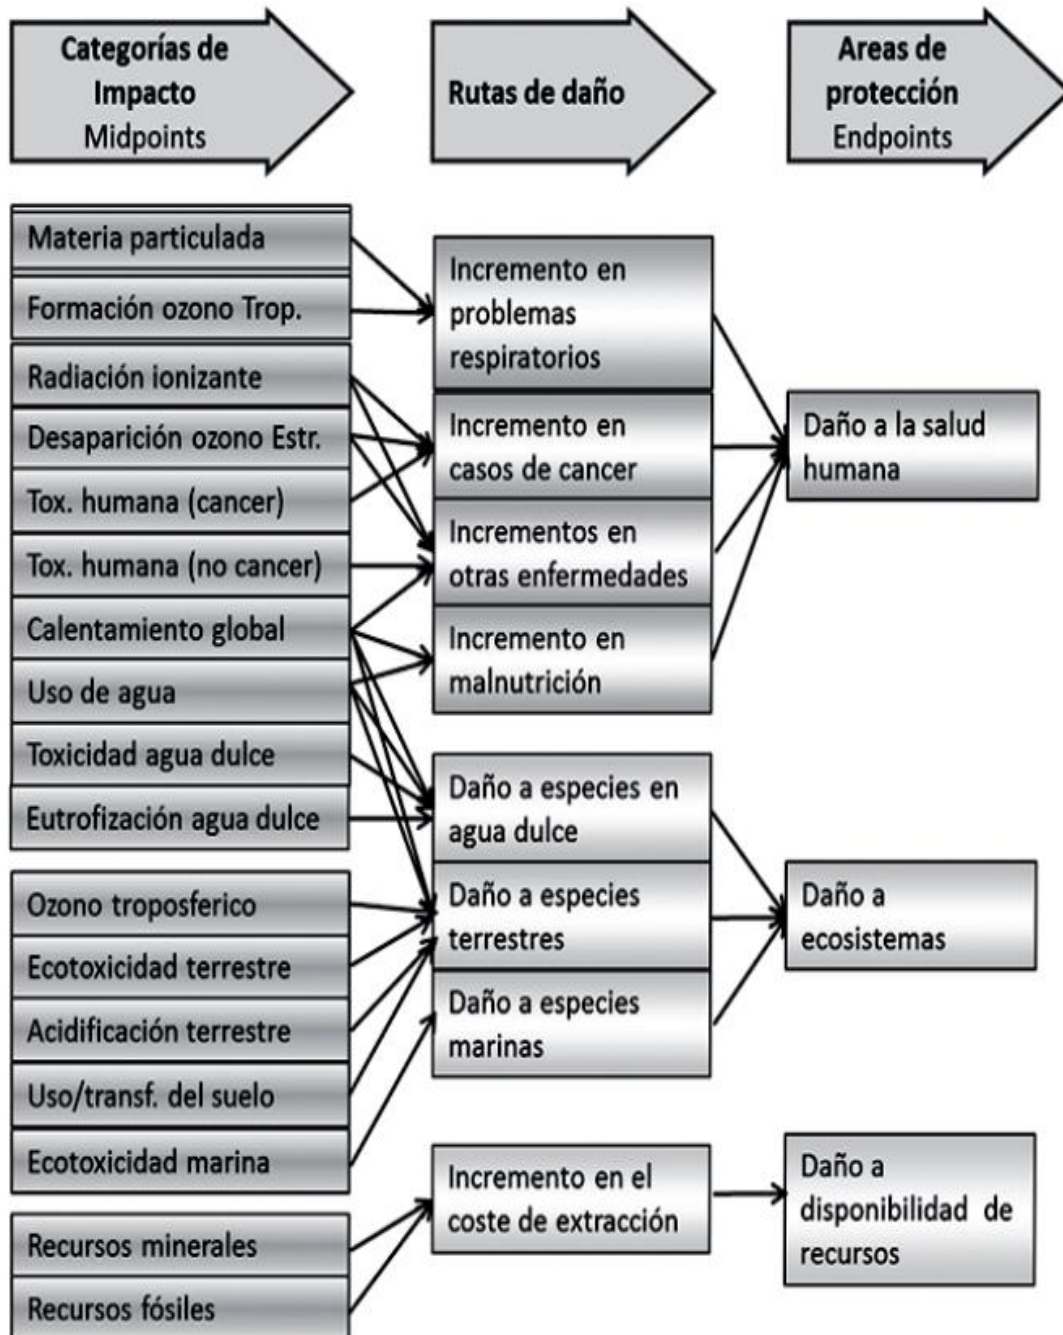 Categorías de
Impacto
Midpoints
Rutas de daño
Areas de
protección
Endpoints
Materia particulada
Formación ozono Trop.
Radiación ionizante
Desaparición ozono Estr.
Tox. humana (cancer)
Tox. humana (no cancer)
Calentamiento global
Uso de agua
Toxicidad agua dulce
Eutrofización agua dulce
Ozono troposferico
Ecotoxicidad terrestre
Acidificación terrestre
Uso/transf. del suelo
Ecotoxicidad marina
Recursos minerales
Recursos fósiles
Incremento en
problemas
respiratorios
Incremento en
casos de cancer
Incrementos en
otras enfermedades
Incremento en
malnutrición
Daño a especies en
agua dulce
Daño a especies
terrestres
Daño a especies
marinas
Incremento en el
coste de extracción
Daño a la salud
humana
Daño a
ecosistemas
Daño a
disponibilidad de
recursos